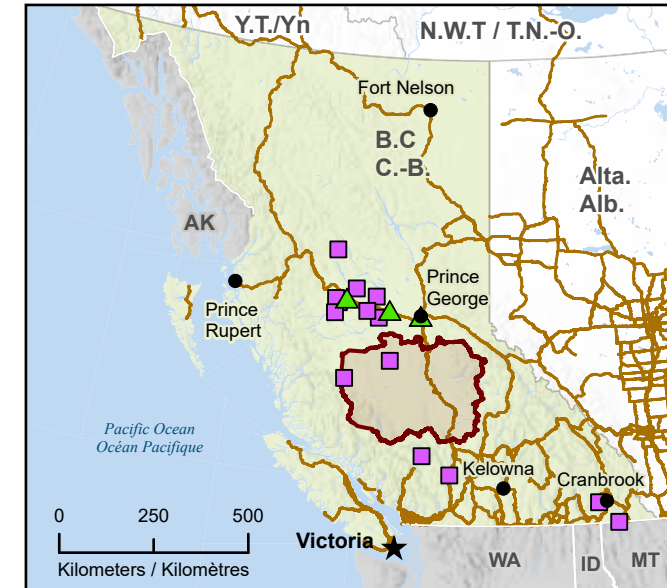 Y.T./Yn
N.W.T / T.N.-O.
Fort Nelson
B.C
C.-B.
Alta.
Alb.
AK
Prince
Rupert
Prince
George
Pacific Ocean
Océan Pacifique
Kelowna
Cranbrook
0 250 500
Kilometers / Kilomètres
Victoria
WA
ID
MT